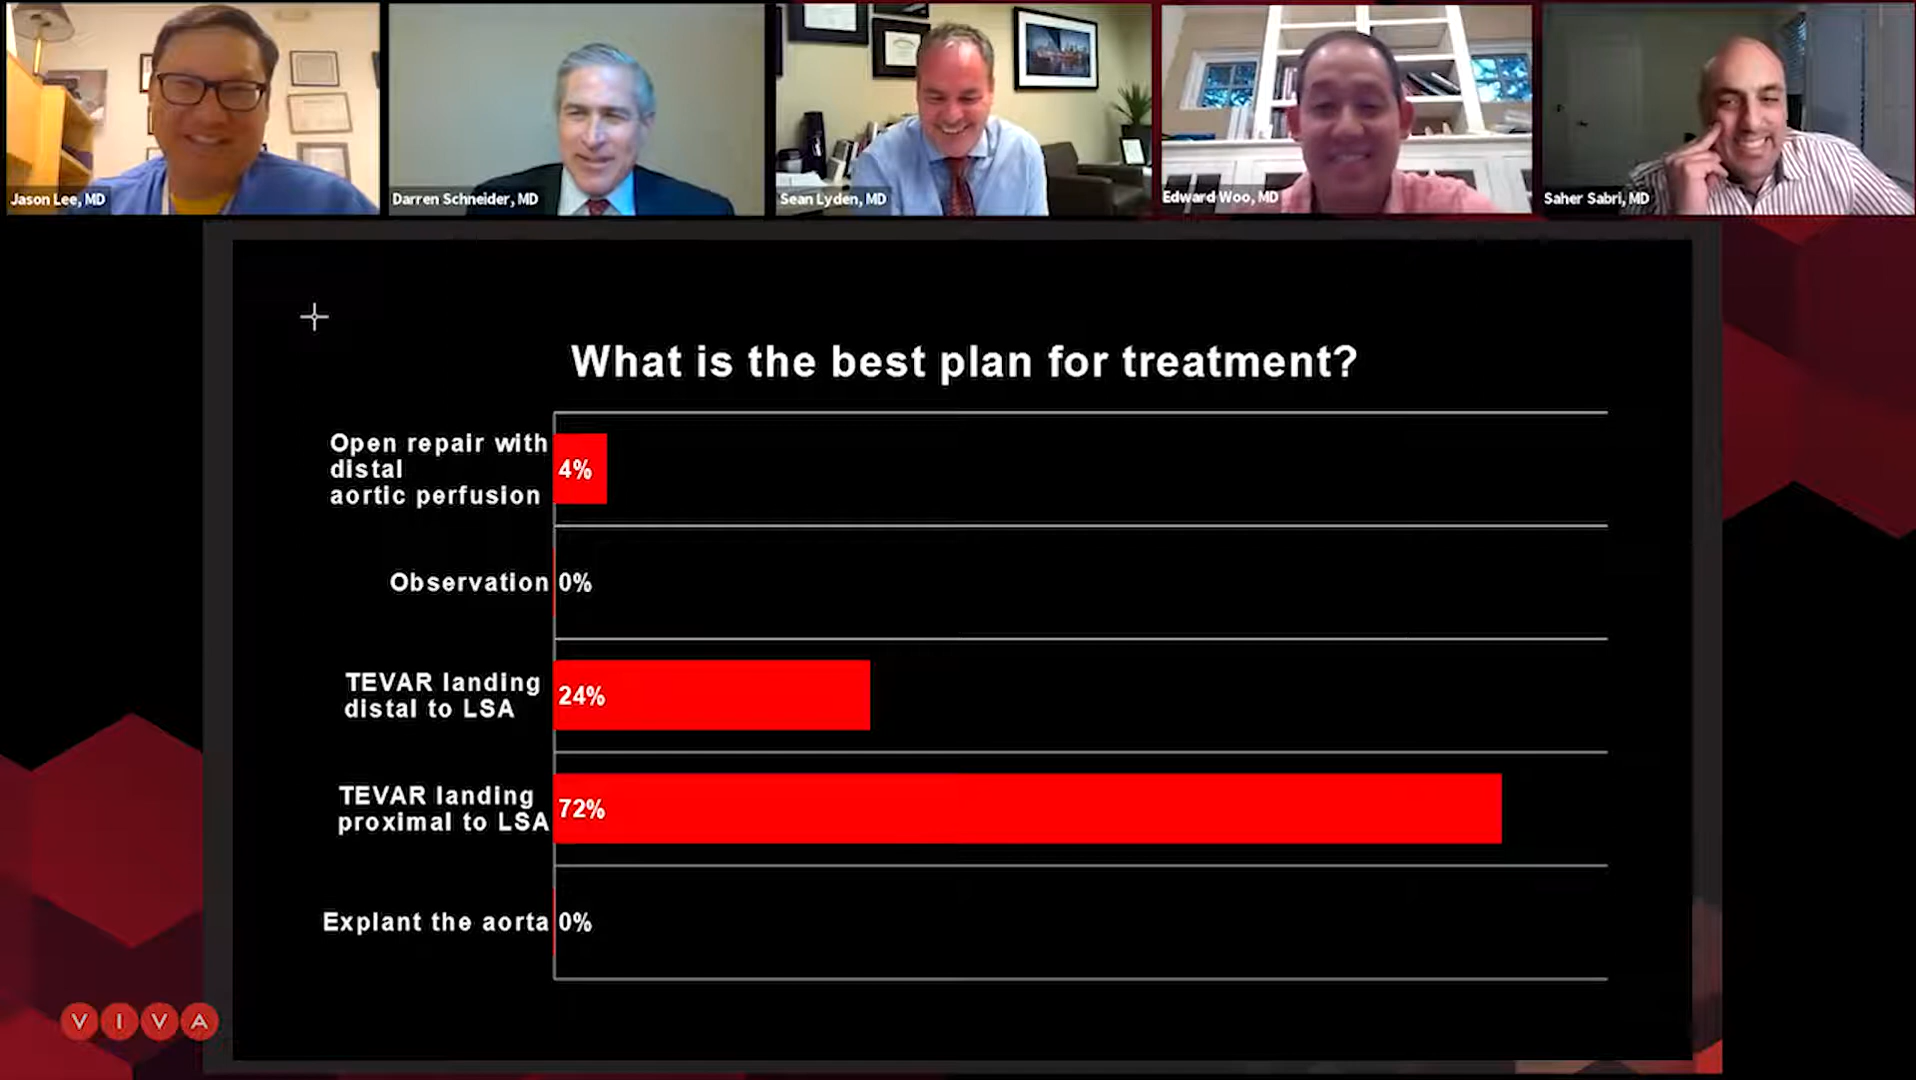 Jason Lee, MD
Darren Schneider, MD
Sean Lyden, MD
Edward Woo, MD
Saher Sabri, MD
What is the best plan for treatment?
Open repair with
distal
aortic perfusion
4%
Observation
0%
TEVAR landing
distal to LSA
24%
TEVAR landing
proximal to LSA
72%
Explant the aorta
0%
VIVA